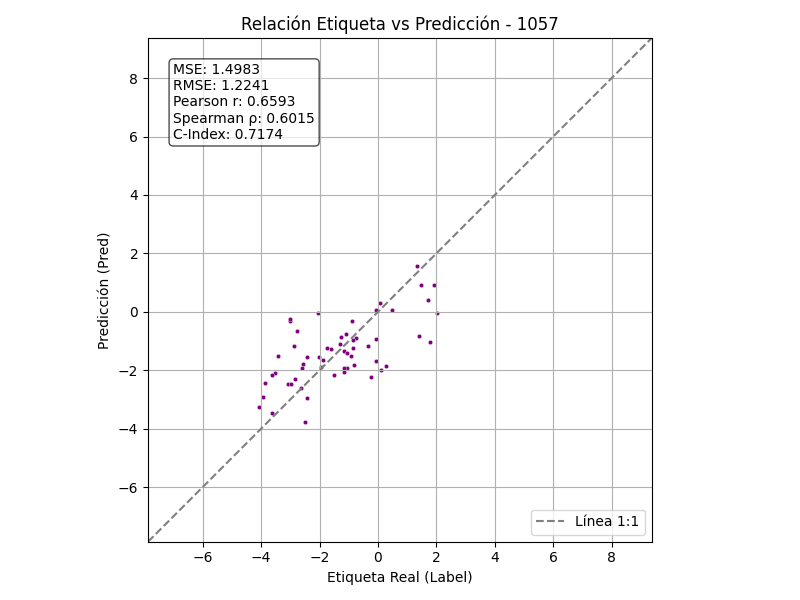 Relación Etiqueta vs Predicción - 1057
MSE: 1.4983
RMSE: 1.2241
Pearson r: 0.6593
Spearman ρ: 0.6015
C-Index: 0.7174
8
6
4
2
0
−2
−4
−6
Predicción (Pred)
Línea 1:1
−6 −4 −2 0 2 4 6 8
Etiqueta Real (Label)